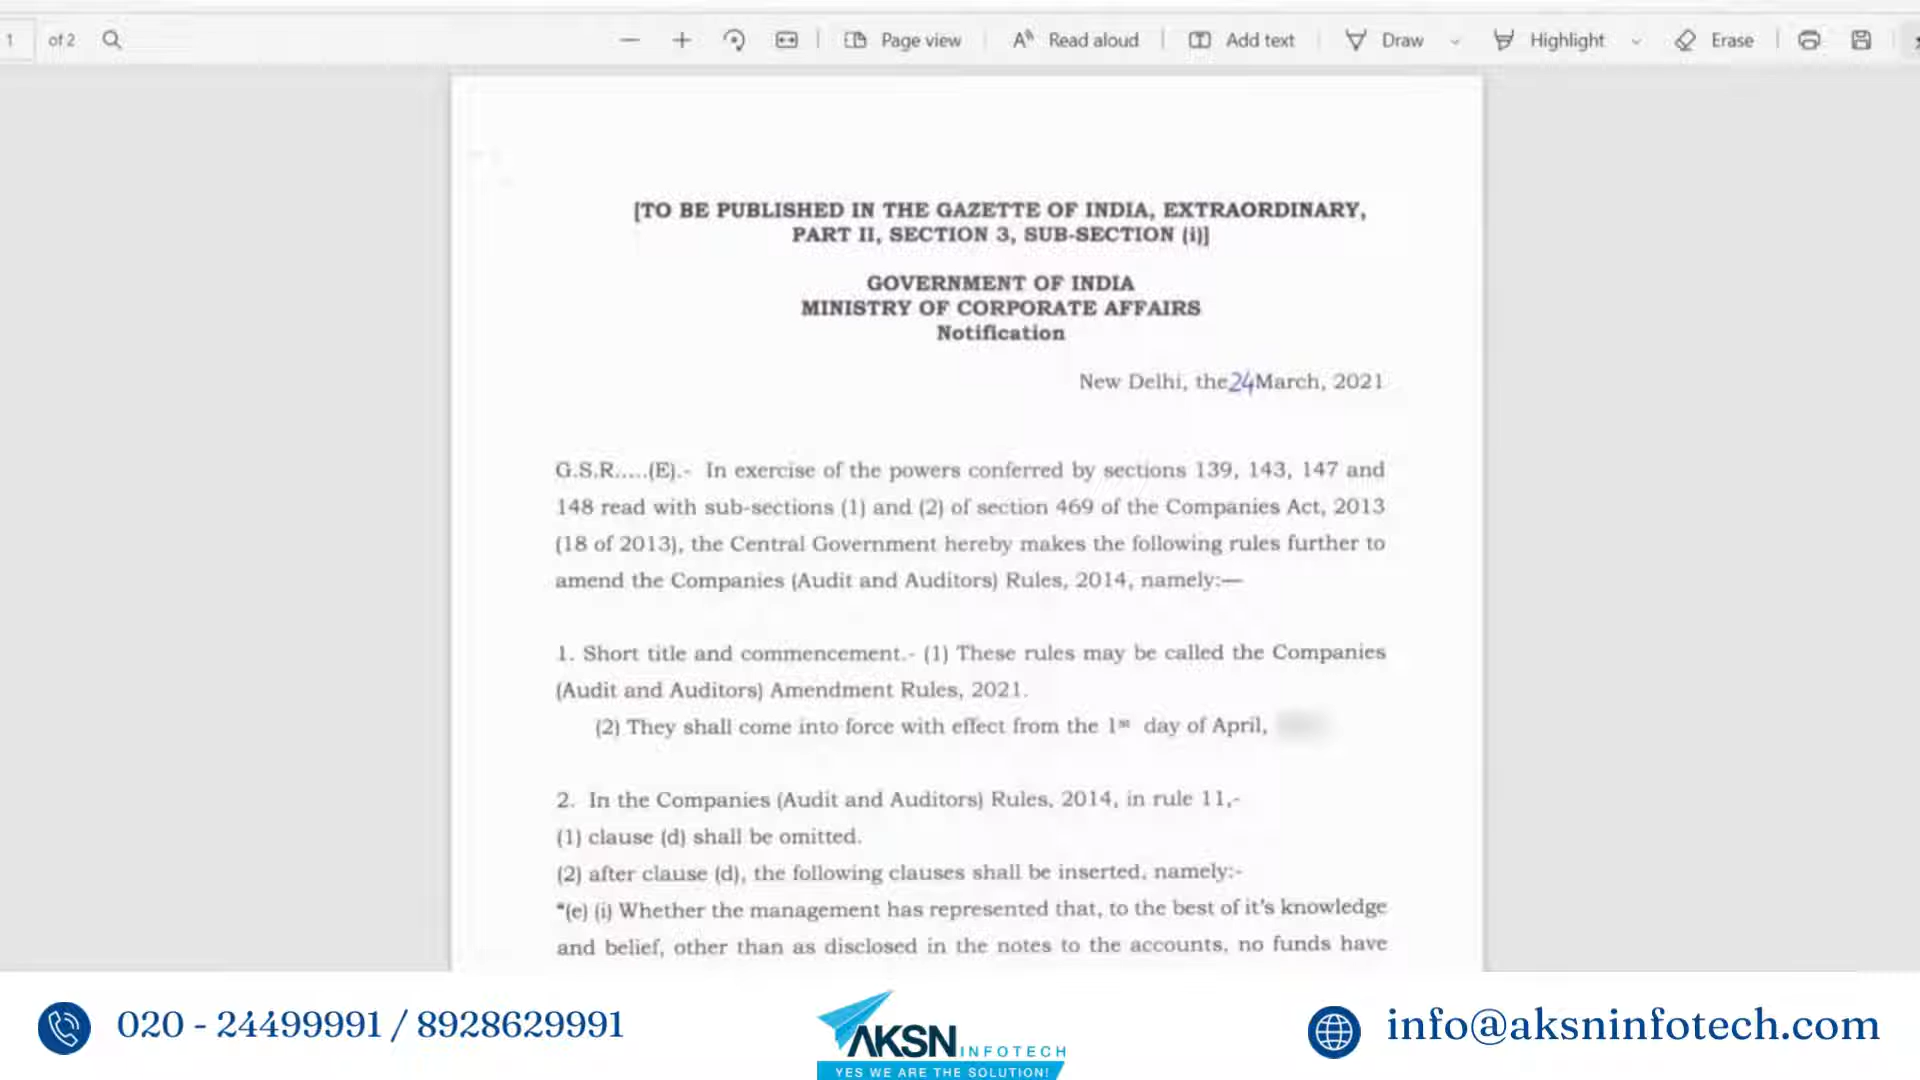 1 of 2 Page view Read aloud Add text Draw Highlight Erase
[TO BE PUBLISHED IN THE GAZETTE OF INDIA, EXTRAORDINARY,
PART II, SECTION 3, SUB-SECTION (i)]
GOVERNMENT OF INDIA
MINISTRY OF CORPORATE AFFAIRS
Notification
New Delhi, the 24 March, 2021
G.S.R.....(E).- In exercise of the powers conferred by sections 139, 143, 147 and
148 read with sub-sections (1) and (2) of section 469 of the Companies Act, 2013
(18 of 2013), the Central Government hereby makes the following rules further to
amend the Companies (Audit and Auditors) Rules, 2014, namely:—
1. Short title and commencement.- (1) These rules may be called the Companies
(Audit and Auditors) Amendment Rules, 2021.
(2) They shall come into force with effect from the 1st day of April,
2. In the Companies (Audit and Auditors) Rules, 2014, in rule 11,-
(1) clause (d) shall be omitted.
(2) after clause (d), the following clauses shall be inserted, namely:-
“(e) (i) Whether the management has represented that, to the best of it’s knowledge
and belief, other than as disclosed in the notes to the accounts, no funds have
020 - 24499991 / 8928629991
AKSN INFOTECH
YES WE ARE THE SOLUTION!
info@aksninfotech.com